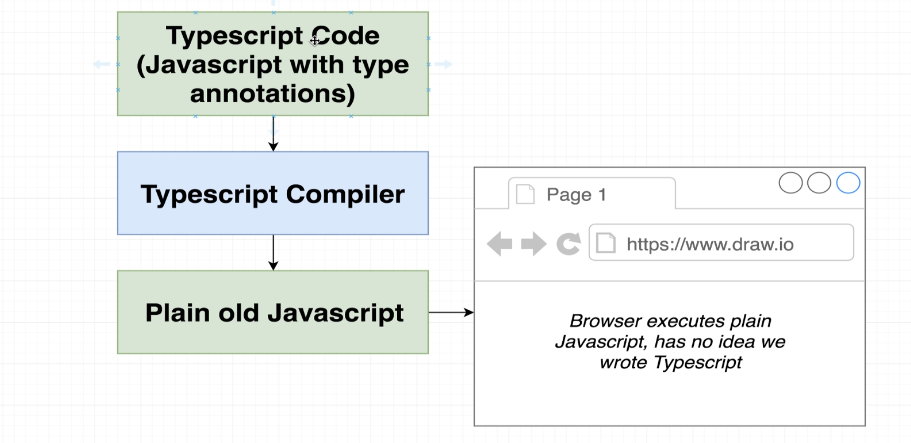 Typescript Code
(Javascript with type
annotations)
Typescript Compiler
Plain old Javascript
Page 1
https://www.draw.io
Browser executes plain
Javascript, has no idea we
wrote Typescript